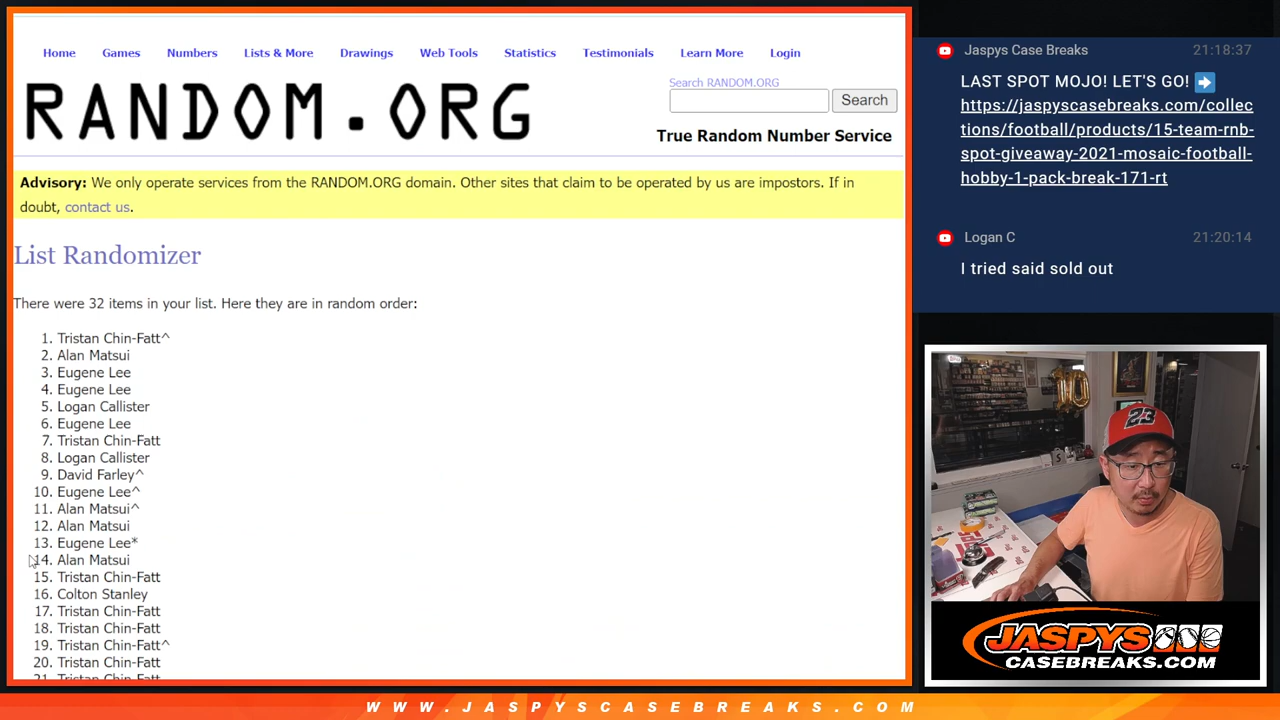 Home Games Numbers Lists & More Drawings Web Tools Statistics Testimonials Learn More Login
RANDOM.ORG
Search RANDOM.ORG
Search
True Random Number Service
Advisory: We only operate services from the RANDOM.ORG domain. Other sites that claim to be operated by us are impostors. If in
doubt, contact us.
List Randomizer
There were 32 items in your list. Here they are in random order:
1. Tristan Chin-Fatt^
2. Alan Matsui
3. Eugene Lee
4. Eugene Lee
5. Logan Callister
6. Eugene Lee
7. Tristan Chin-Fatt
8. Logan Callister
9. David Farley^
10. Eugene Lee^
11. Alan Matsui^
12. Alan Matsui
13. Eugene Lee*
14. Alan Matsui
15. Tristan Chin-Fatt
16. Colton Stanley
17. Tristan Chin-Fatt
18. Tristan Chin-Fatt
19. Tristan Chin-Fatt^
20. Tristan Chin-Fatt
21. Tristan Chin-Fatt
Jaspys Case Breaks 21:18:37
LAST SPOT MOJO! LET'S GO! ➡
https://jaspyscasebreaks.com/collec
tions/football/products/15-team-rnb-
spot-giveaway-2021-mosaic-football-
hobby-1-pack-break-171-rt
Logan C 21:20:14
I tried said sold out
10
23
JASPYS
CASEBREAKS.COM
WWW.JASPYSCASEBREAKS.COM